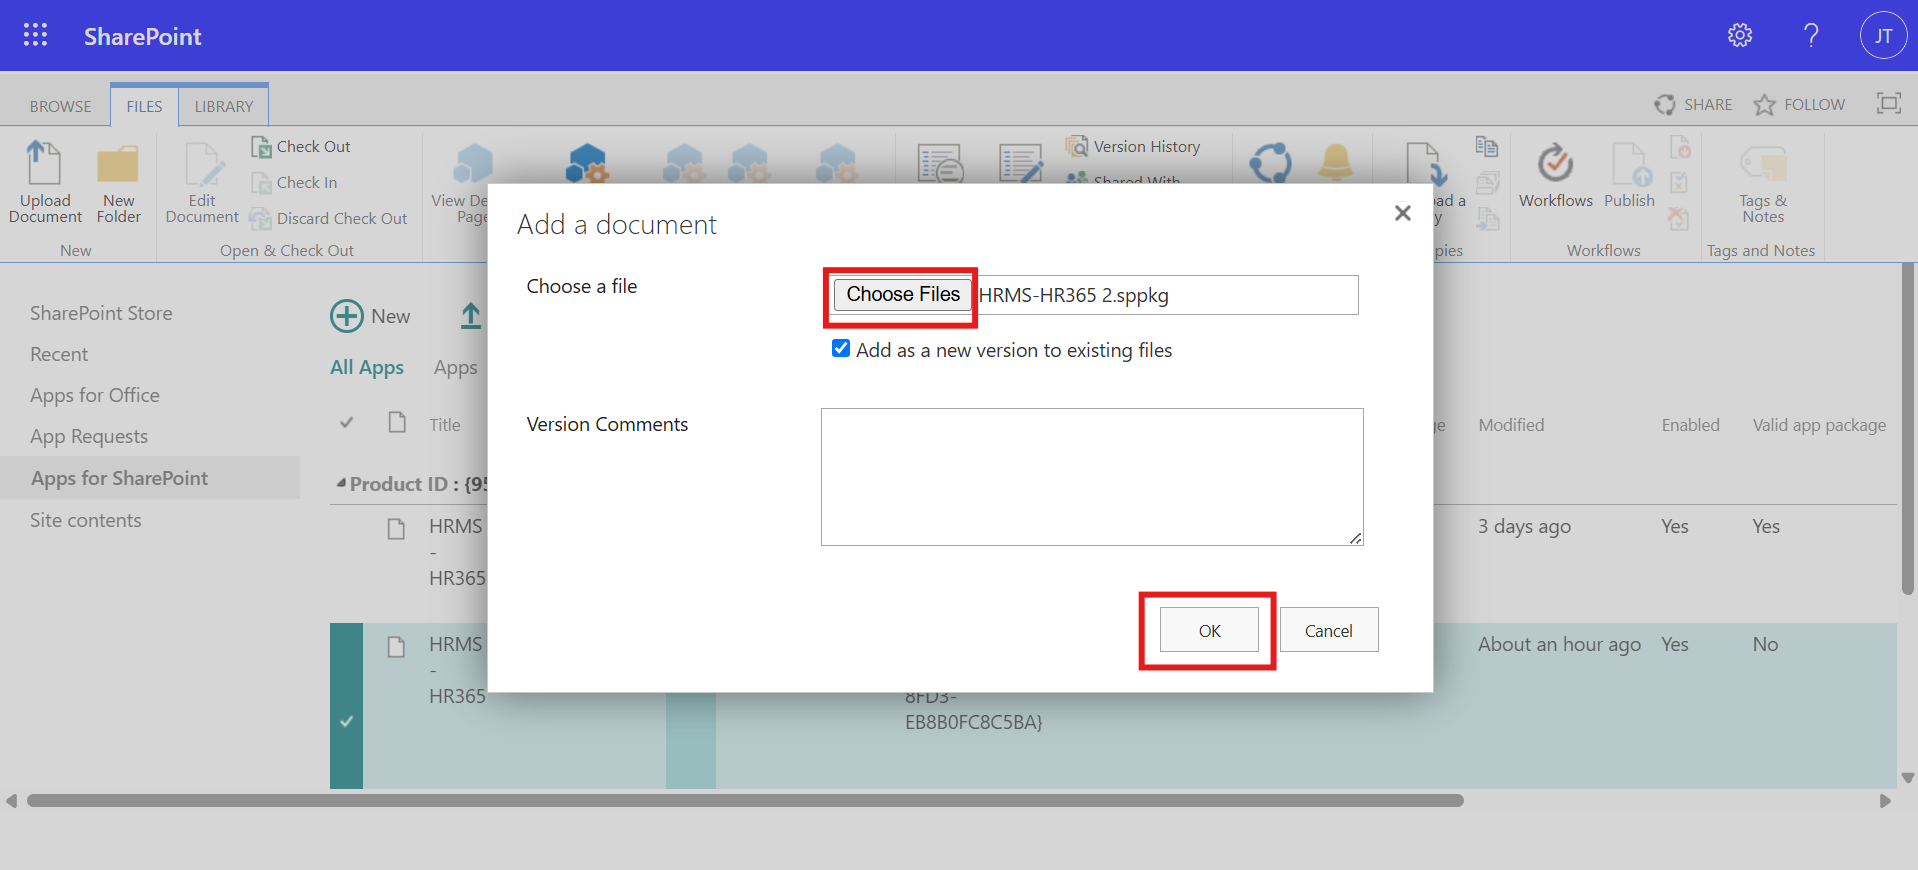 SharePoint
JT
BROWSE
FILES
LIBRARY
SHARE
FOLLOW
Upload
Document
New
Folder
New
Edit
Document
Check Out
Check In
Discard Check Out
Open & Check Out
View De
Page
Version History
Shared With
oad a
y
pies
Workflows
Publish
Workflows
Tags &
Notes
Tags and Notes
Add a document
Choose a file
Choose Files
HRMS-HR365 2.sppkg
Add as a new version to existing files
Version Comments
OK
Cancel
SharePoint Store
Recent
Apps for Office
App Requests
Apps for SharePoint
Site contents
New
All Apps
Apps
Title
ge
Modified
Enabled
Valid app package
Product ID : {95
HRMS
-
HR365
3 days ago
Yes
Yes
HRMS
-
HR365
8FD3-
EB8B0FC8C5BA}
About an hour ago
Yes
No